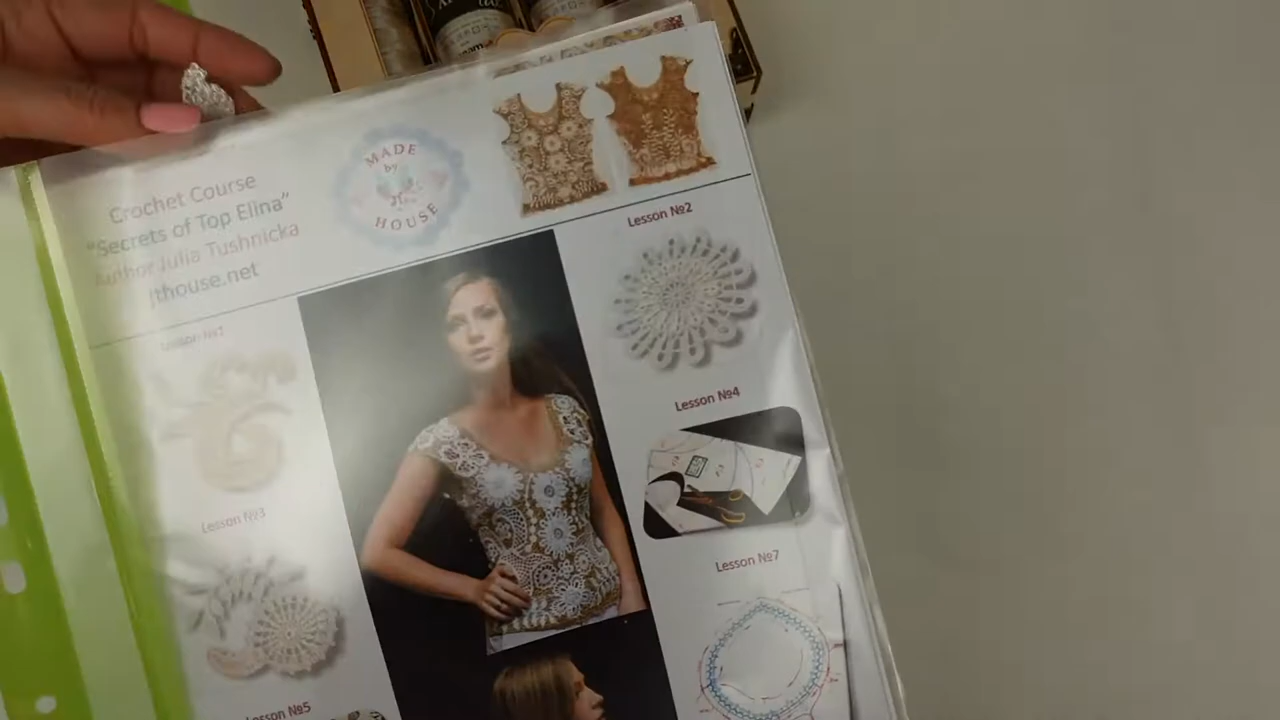 Crochet Course
"Secrets of Top Elina"
Author Julia Tushnicka
Jthouse.net
MADE
by
HOUSE
Lesson №1
Lesson №2
Lesson №3
Lesson №4
Lesson №5
Lesson №7